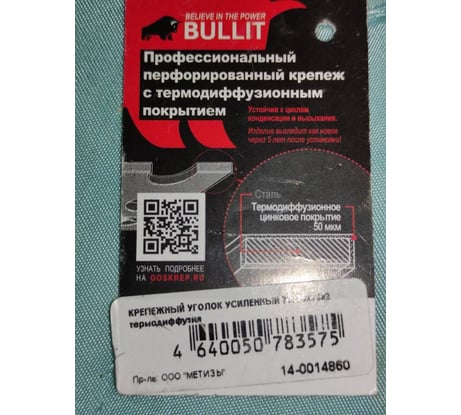 BELIEVE IN THE POWER
BULLIT
Профессиональный
перфорированный крепеж
с термодиффузионным
покрытием
Устойчив к циклам
конденсации и высыхания.
Изделие выглядит как новое
через 5 лет после установки!
Сталь
Термодиффузионное
цинковое покрытие
50 мкм
УЗНАТЬ ПОДРОБНЕЕ
НА GOSKREP.RU
КРЕПЕЖНЫЙ УГОЛОК УСИЛЕННЫЙ
термодиффузия
4 640050 783575
Пр-ль: ООО "МЕТИЗЫ"
14-0014860